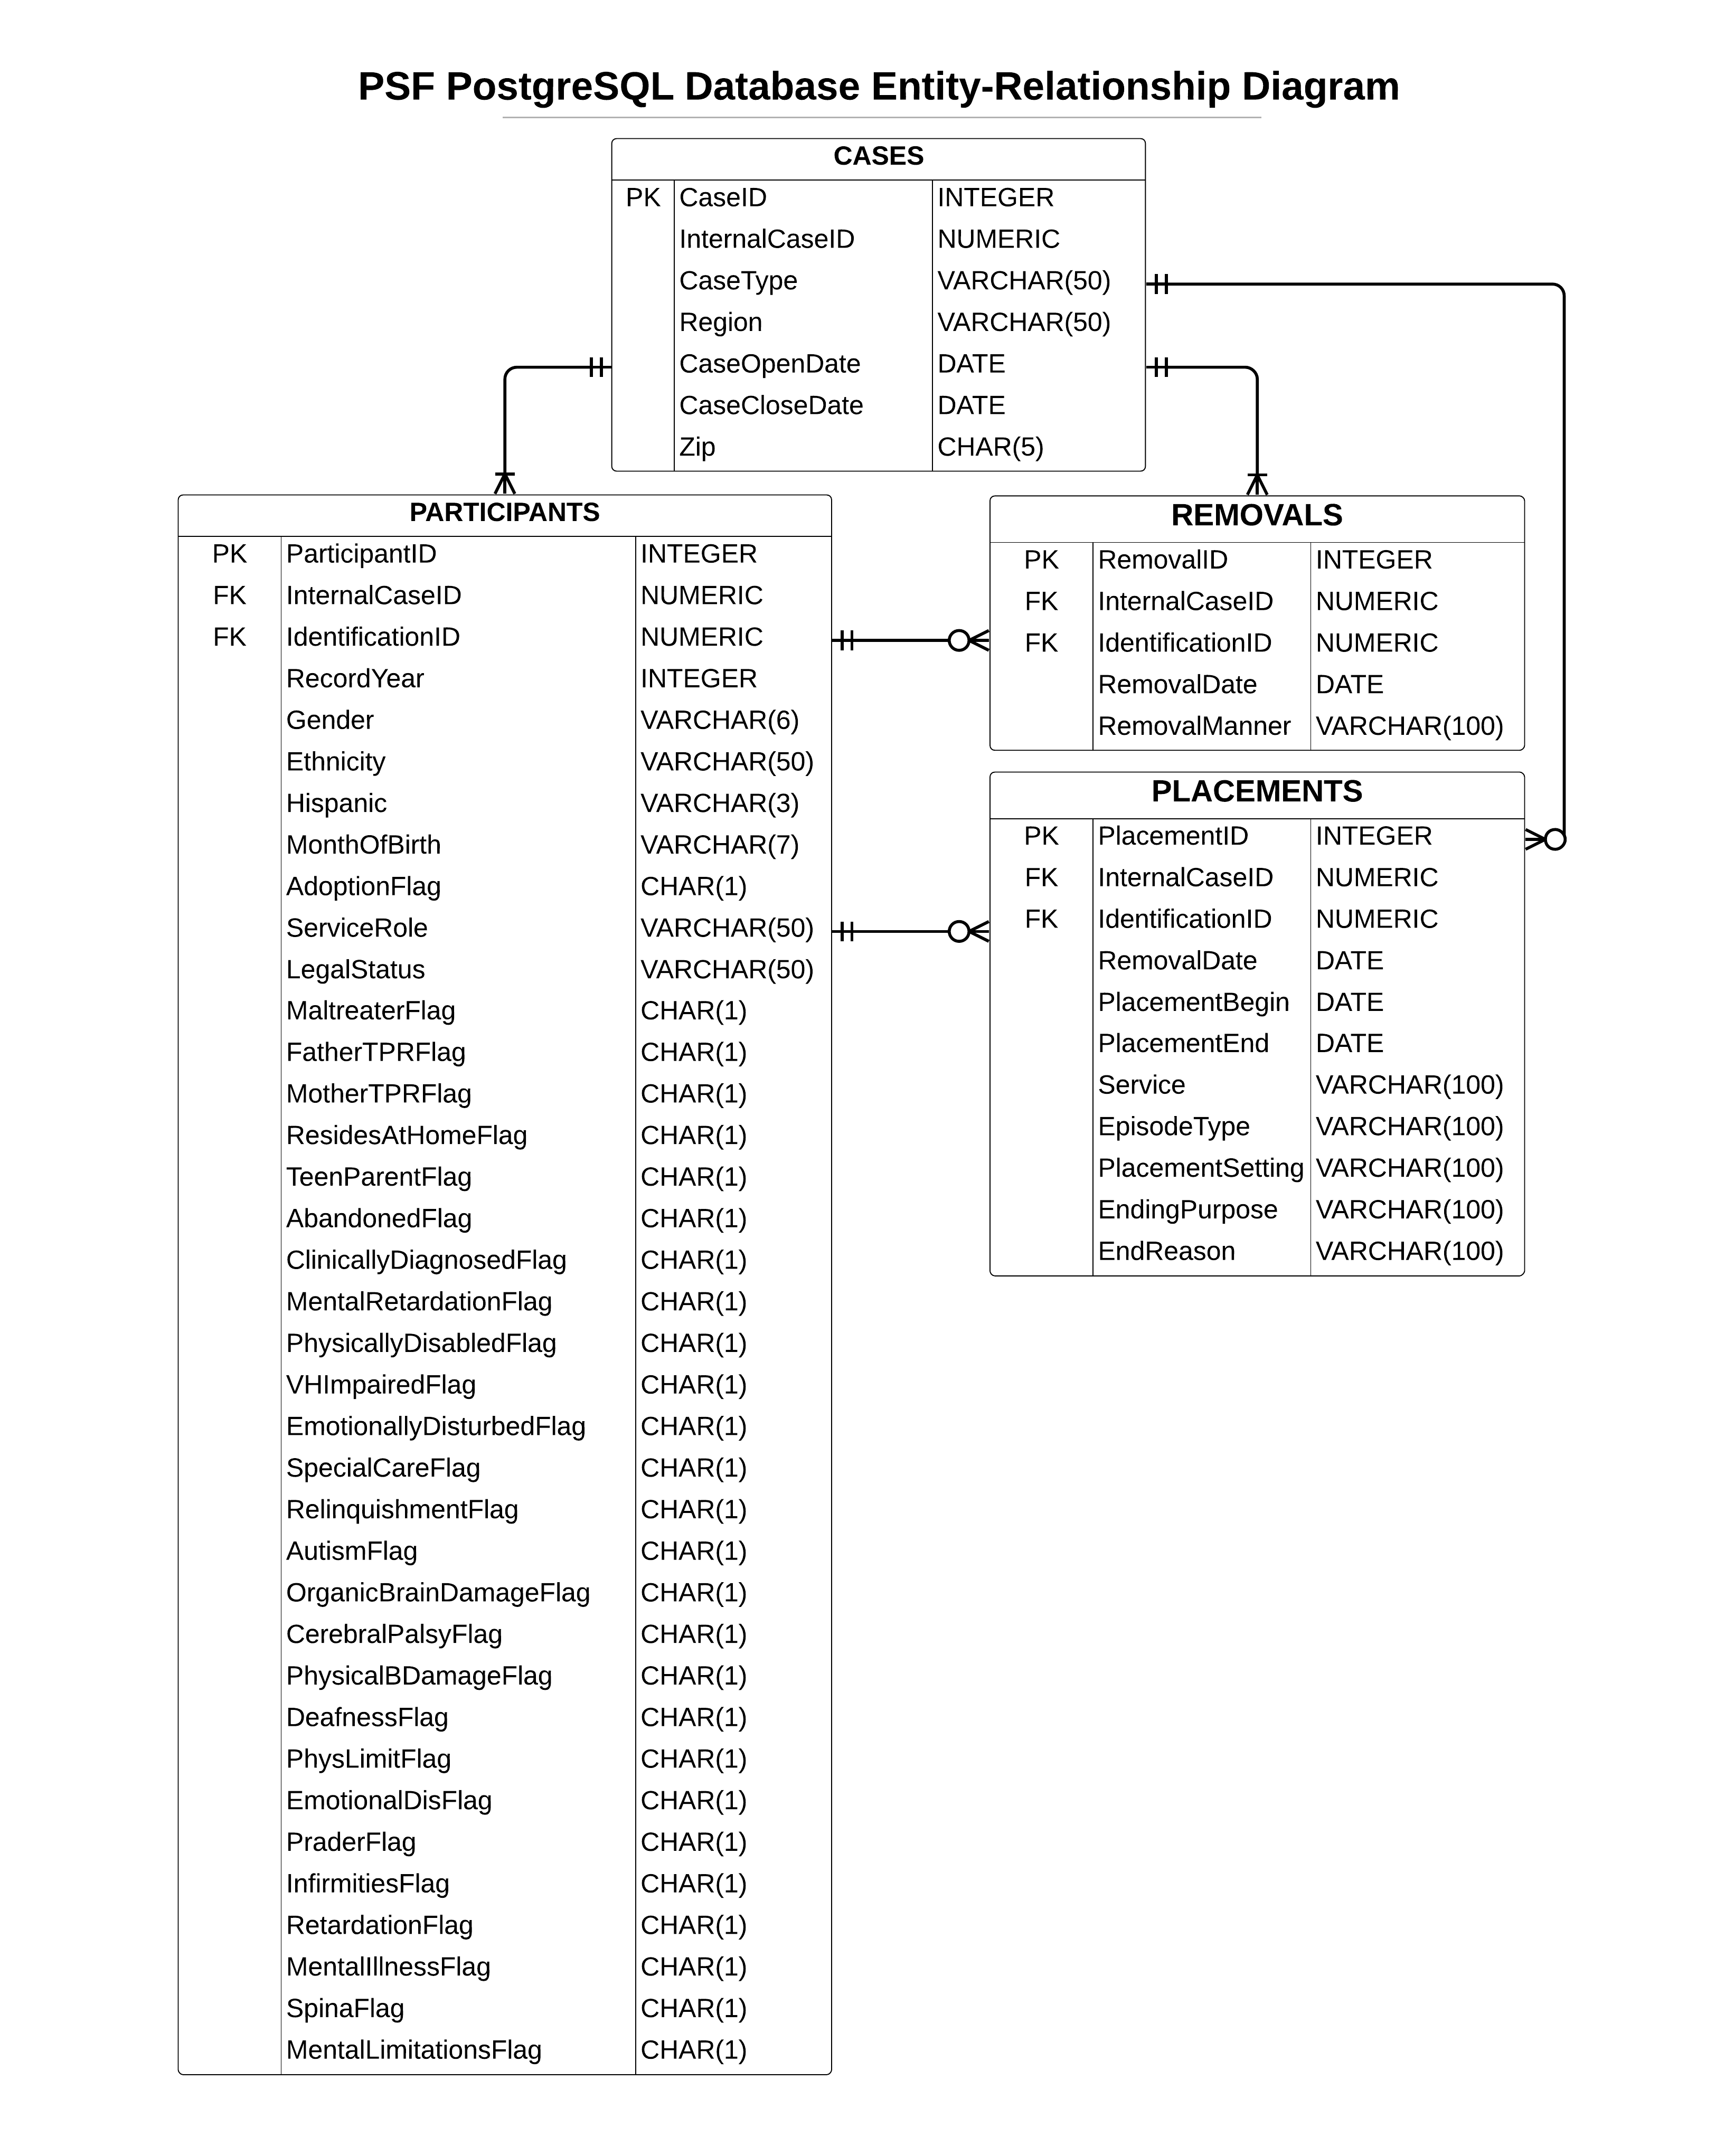 PSF PostgreSQL Database Entity-Relationship Diagram
CASES
PK CaseID INTEGER
InternalCaseID NUMERIC
CaseType VARCHAR(50)
Region VARCHAR(50)
CaseOpenDate DATE
CaseCloseDate DATE
Zip CHAR(5)
PARTICIPANTS
PK ParticipantID INTEGER
FK InternalCaseID NUMERIC
FK IdentificationID NUMERIC
RecordYear INTEGER
Gender VARCHAR(6)
Ethnicity VARCHAR(50)
Hispanic VARCHAR(3)
MonthOfBirth VARCHAR(7)
AdoptionFlag CHAR(1)
ServiceRole VARCHAR(50)
LegalStatus VARCHAR(50)
MaltreaterFlag CHAR(1)
FatherTPRFlag CHAR(1)
MotherTPRFlag CHAR(1)
ResidesAtHomeFlag CHAR(1)
TeenParentFlag CHAR(1)
AbandonedFlag CHAR(1)
ClinicallyDiagnosedFlag CHAR(1)
MentalRetardationFlag CHAR(1)
PhysicallyDisabledFlag CHAR(1)
VHImpairedFlag CHAR(1)
EmotionallyDisturbedFlag CHAR(1)
SpecialCareFlag CHAR(1)
RelinquishmentFlag CHAR(1)
AutismFlag CHAR(1)
OrganicBrainDamageFlag CHAR(1)
CerebralPalsyFlag CHAR(1)
PhysicalBDamageFlag CHAR(1)
DeafnessFlag CHAR(1)
PhysLimitFlag CHAR(1)
EmotionalDisFlag CHAR(1)
PraderFlag CHAR(1)
InfirmitiesFlag CHAR(1)
RetardationFlag CHAR(1)
MentalIllnessFlag CHAR(1)
SpinaFlag CHAR(1)
MentalLimitationsFlag CHAR(1)
REMOVALS
PK RemovalID INTEGER
FK InternalCaseID NUMERIC
FK IdentificationID NUMERIC
RemovalDate DATE
RemovalManner VARCHAR(100)
PLACEMENTS
PK PlacementID INTEGER
FK InternalCaseID NUMERIC
FK IdentificationID NUMERIC
RemovalDate DATE
PlacementBegin DATE
PlacementEnd DATE
Service VARCHAR(100)
EpisodeType VARCHAR(100)
PlacementSetting VARCHAR(100)
EndingPurpose VARCHAR(100)
EndReason VARCHAR(100)